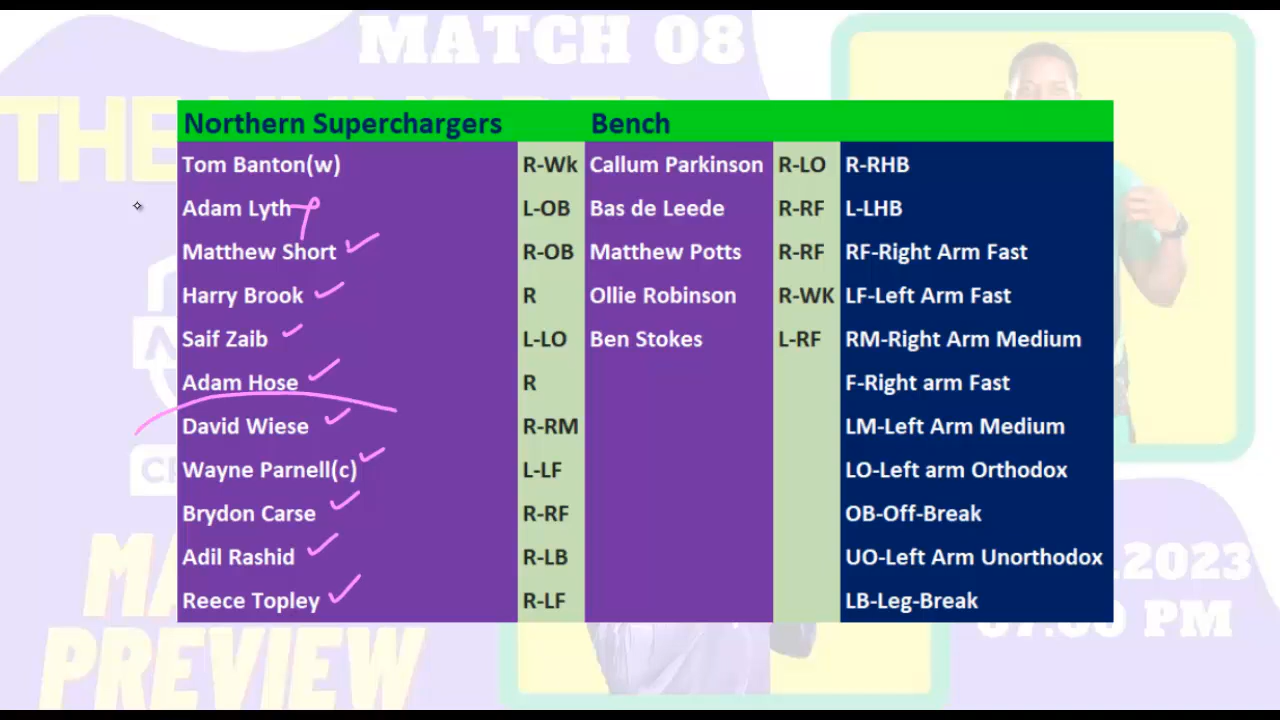 MATCH 08
THE
Northern Superchargers Bench
Tom Banton(w) R-Wk Callum Parkinson R-LO R-RHB
Adam Lyth L-OB Bas de Leede R-RF L-LHB
Matthew Short R-OB Matthew Potts R-RF RF-Right Arm Fast
Harry Brook R Ollie Robinson R-WK LF-Left Arm Fast
Saif Zaib L-LO Ben Stokes L-RF RM-Right Arm Medium
Adam Hose R F-Right arm Fast
David Wiese R-RM LM-Left Arm Medium
Wayne Parnell(c) L-LF LO-Left arm Orthodox
Brydon Carse R-RF OB-Off-Break
Adil Rashid R-LB UO-Left Arm Unorthodox
Reece Topley R-LF LB-Leg-Break
.2023
PM
PREVIEW